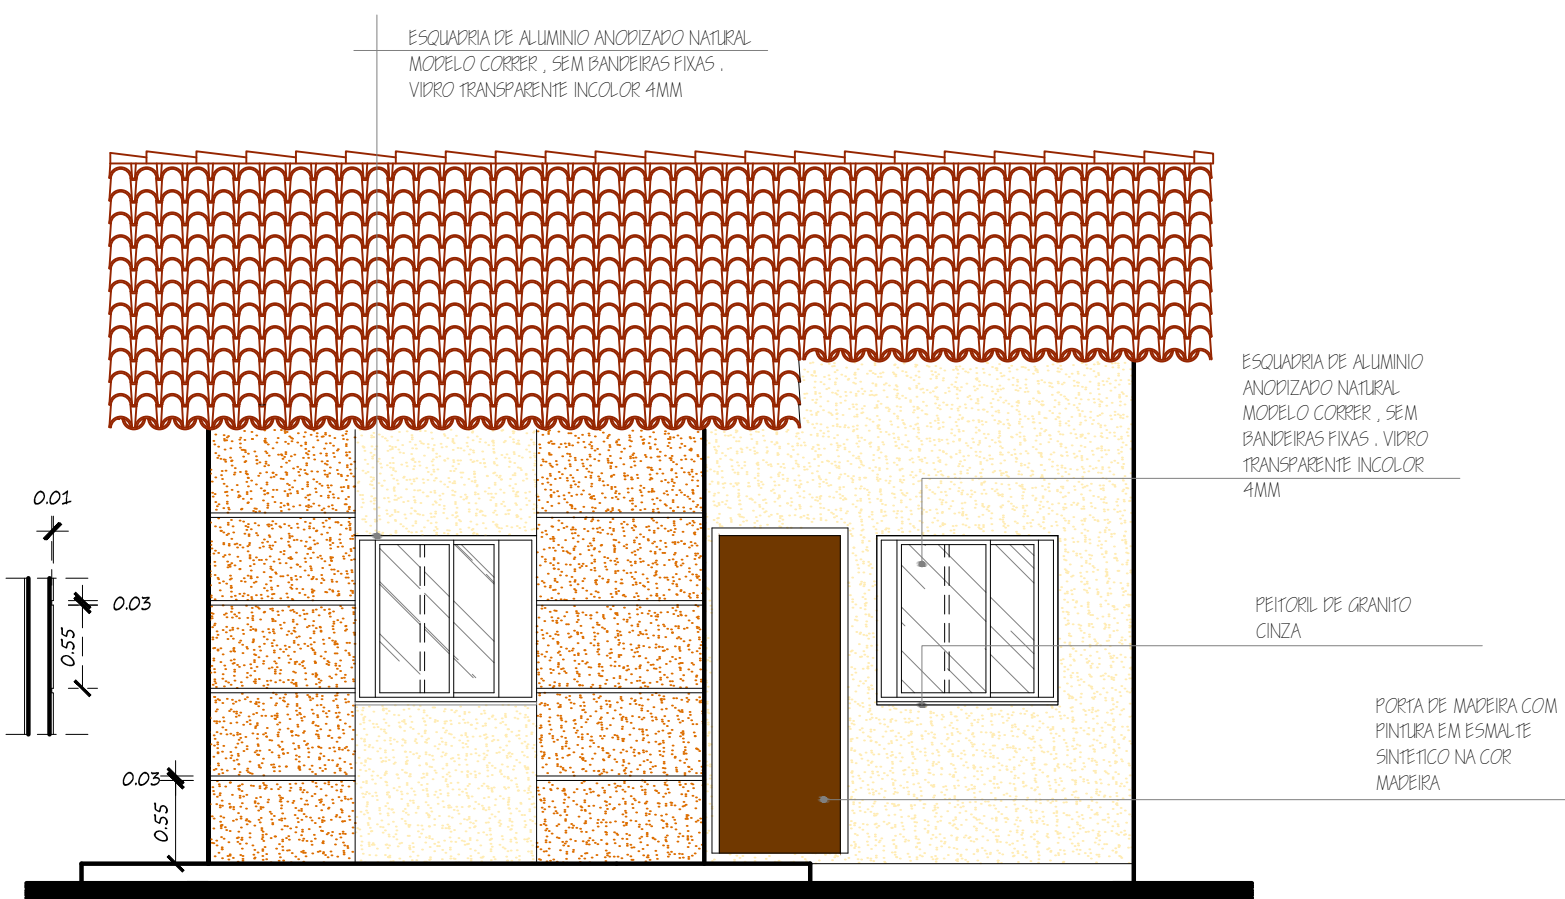 ESQUADRIA DE ALUMINIO ANODIZADO NATURAL
MODELO CORRER , SEM BANDEIRAS FIXAS .
VIDRO TRANSPARENTE INCOLOR 4MM
ESQUADRIA DE ALUMINIO
ANODIZADO NATURAL
MODELO CORRER , SEM
BANDEIRAS FIXAS . VIDRO
TRANSPARENTE INCOLOR
4MM
0.01
0.03
0.55
PEITORIL DE GRANITO
CINZA
PORTA DE MADEIRA COM
PINTURA EM ESMALTE
SINTETICO NA COR
MADEIRA
0.03
0.55